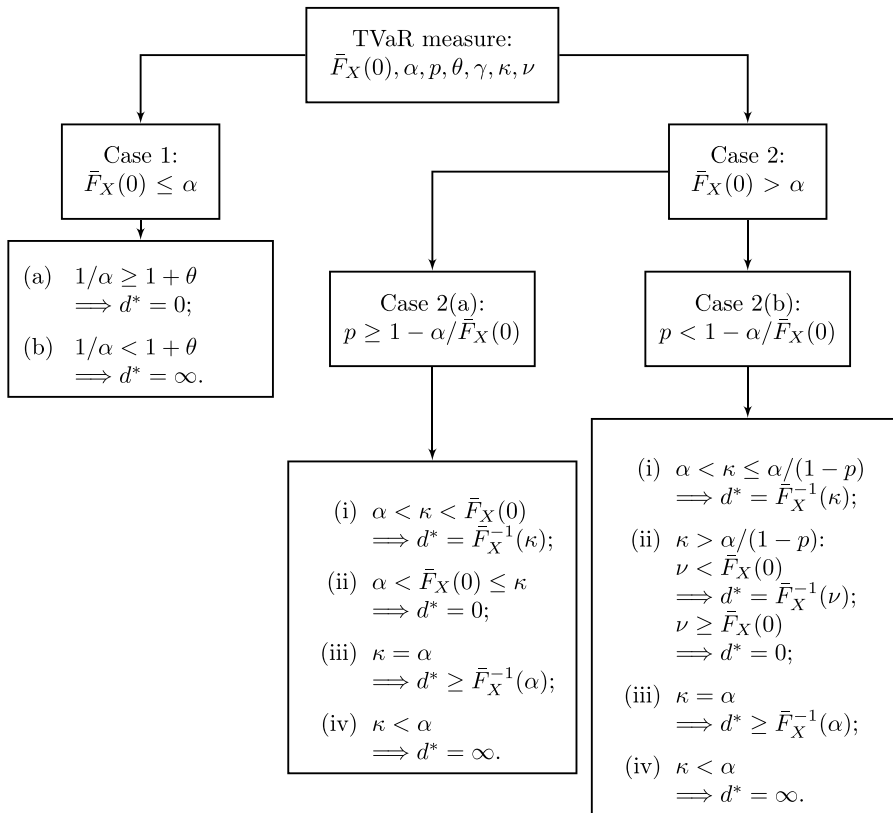 TVaR measure:
F̄_X(0), α, p, θ, γ, κ, ν
Case 1:
F̄_X(0) ≤ α
Case 2:
F̄_X(0) > α
(a) 1/α ≥ 1 + θ
⟹ d* = 0;
(b) 1/α < 1 + θ
⟹ d* = ∞.
Case 2(a):
p ≥ 1 − α/F̄_X(0)
Case 2(b):
p < 1 − α/F̄_X(0)
(i) α < κ < F̄_X(0)
⟹ d* = F̄_X^{-1}(κ);
(ii) α < F̄_X(0) ≤ κ
⟹ d* = 0;
(iii) κ = α
⟹ d* ≥ F̄_X^{-1}(α);
(iv) κ < α
⟹ d* = ∞.
(i) α < κ ≤ α/(1 − p)
⟹ d* = F̄_X^{-1}(κ);
(ii) κ > α/(1 − p):
ν < F̄_X(0)
⟹ d* = F̄_X^{-1}(ν);
ν ≥ F̄_X(0)
⟹ d* = 0;
(iii) κ = α
⟹ d* ≥ F̄_X^{-1}(α);
(iv) κ < α
⟹ d* = ∞.